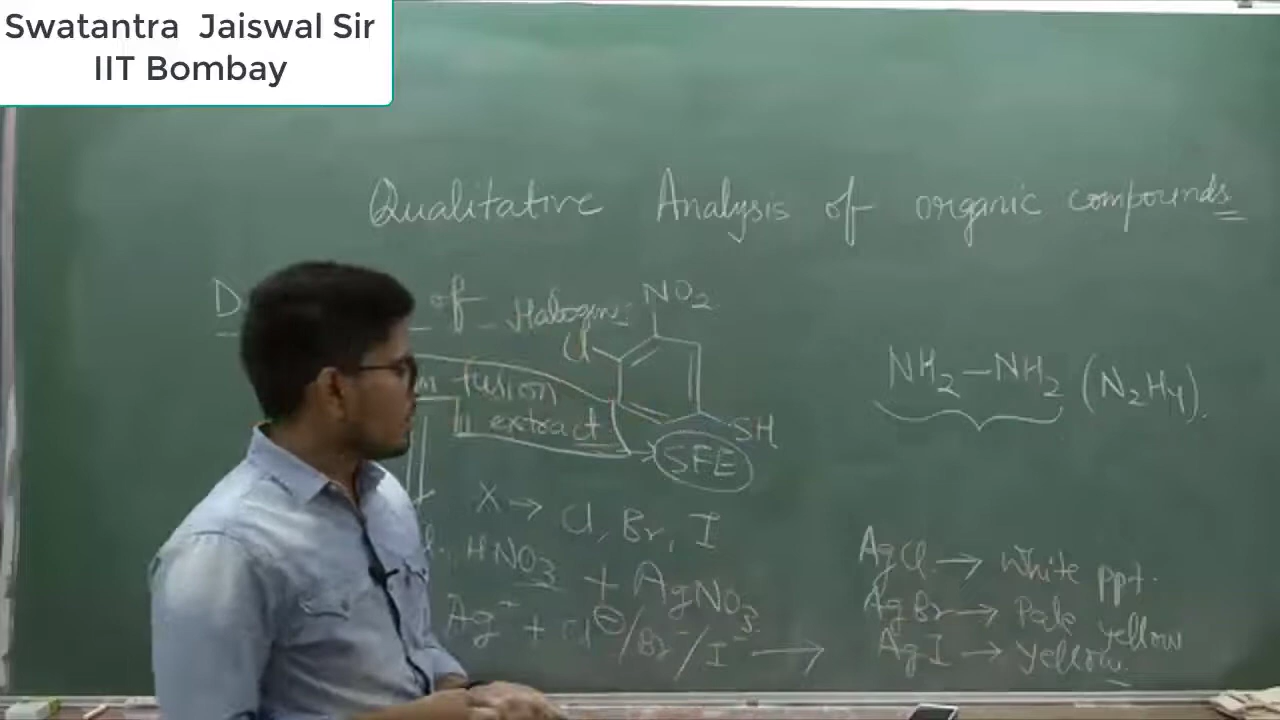 Swatantra Jaiswal Sir
IIT Bombay
Qualitative Analysis of organic compounds
D of Halogens
NO2
Cl
SH
fusion
extract
SFE
NH2-NH2 (N2H4).
X → Cl, Br, I
HNO3 + AgNO3
Ag+ + Cl⊖/Br-/I- →
AgCl → White ppt.
AgBr → Pale yellow
AgI → yellow.